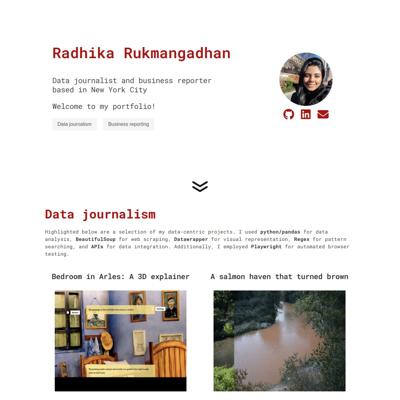 Radhika Rukmangadhan
Data journalist and business reporter
based in New York City
Welcome to my portfolio!
Data journalism
Business reporting
Data journalism
Highlighted below are a selection of my data-centric projects. I used python/pandas for data
analysis, BeautifulSoup for web scraping, Datawrapper for visual representation, Regex for pattern
searching, and APIs for data integration. Additionally, I employed Playwright for automated browser
testing.
Bedroom in Arles: A 3D explainer
A salmon haven that turned brown